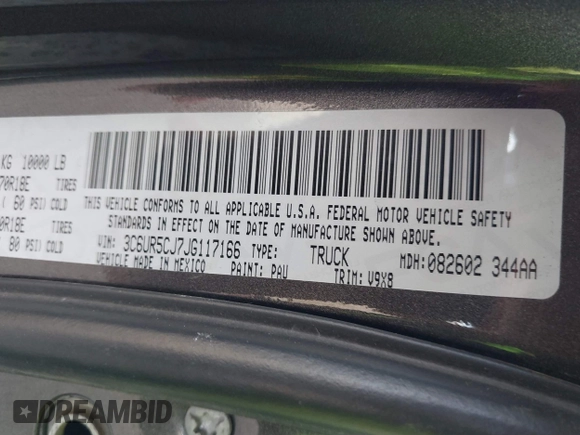 KG 10000 LB
70R18E TIRES
( 60 PSI) COLD
0R18E TIRES
80 PSI) COLD
THIS VEHICLE CONFORMS TO ALL APPLICABLE U.S.A. FEDERAL MOTOR VEHICLE SAFETY
STANDARDS IN EFFECT ON THE DATE OF MANUFACTURE SHOWN ABOVE.
VIN: 3C6UR5CJ7JG117166 TYPE: TRUCK MDH:082602 344AA
VEHICLE MADE IN MEXICO PAINT: PAU TRIM: V9X8
DREAMBID